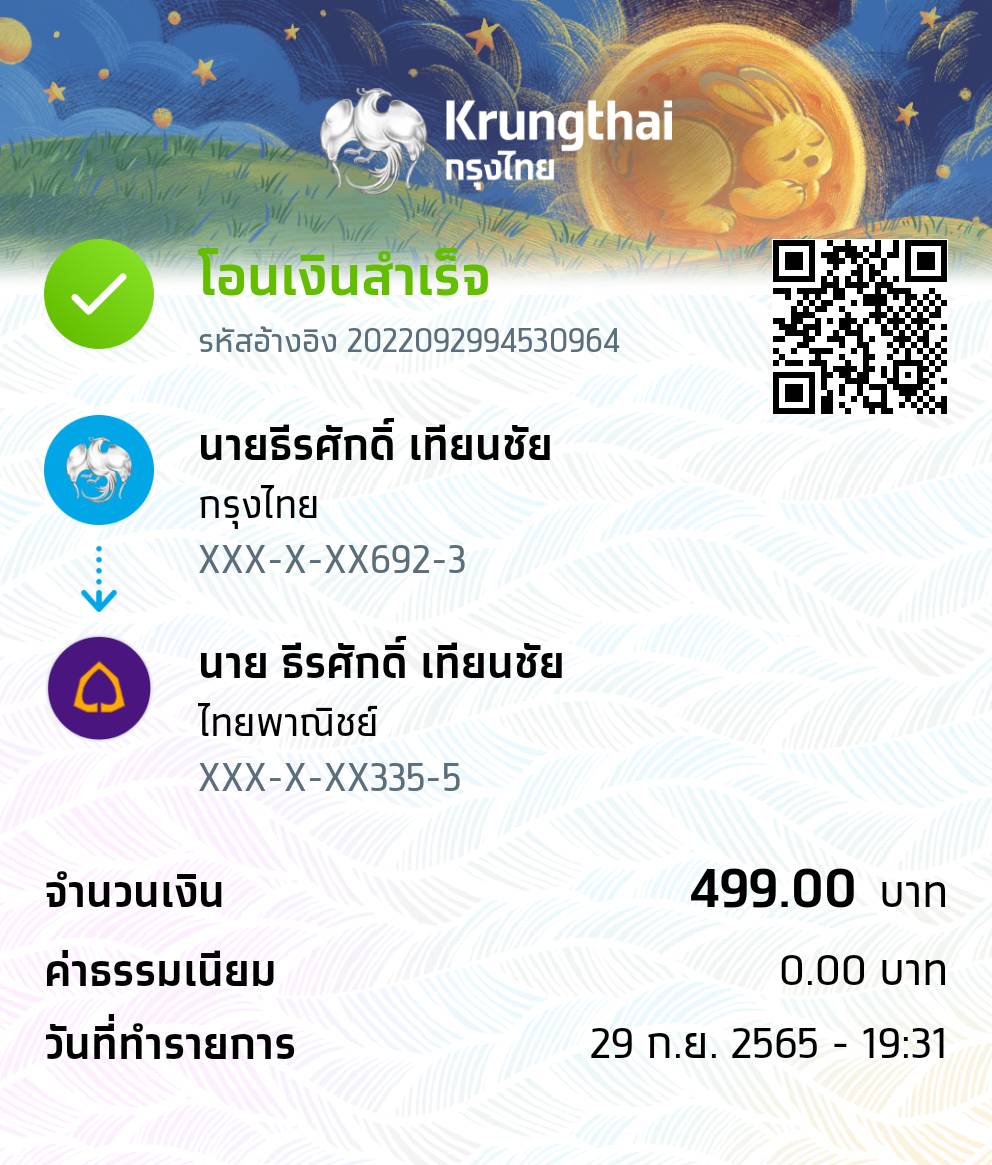 Krungthai
กรุงไทย
โอนเงินสำเร็จ
รหัสอ้างอิง 2022092994530964
นายธีรศักดิ์ เทียนชัย
กรุงไทย
XXX-X-XX692-3
นาย ธีรศักดิ์ เทียนชัย
ไทยพาณิชย์
XXX-X-XX335-5
จำนวนเงิน 499.00 บาท
ค่าธรรมเนียม 0.00 บาท
วันที่ทำรายการ 29 ก.ย. 2565 - 19:31